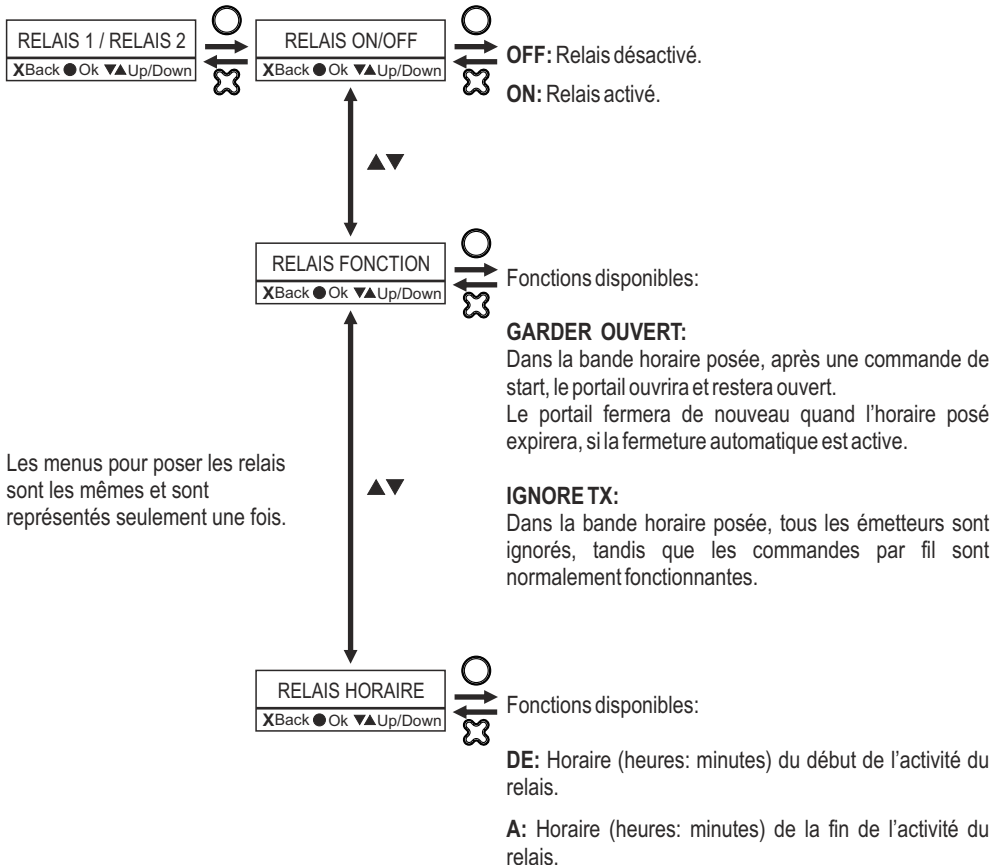 RELAIS 1 / RELAIS 2
XBack ●Ok ▼▲Up/Down
RELAIS ON/OFF
XBack ●Ok ▼▲Up/Down
OFF: Relais désactivé.
ON: Relais activé.
▲▼
RELAIS FONCTION
XBack ●Ok ▼▲Up/Down
Fonctions disponibles:
GARDER OUVERT:
Dans la bande horaire posée, après une commande de
start, le portail ouvrira et restera ouvert.
Le portail fermera de nouveau quand l'horaire posé
expirera, si la fermeture automatique est active.
Les menus pour poser les relais
sont les mêmes et sont
représentés seulement une fois.
▲▼
IGNORE TX:
Dans la bande horaire posée, tous les émetteurs sont
ignorés, tandis que les commandes par fil sont
normalement fonctionnantes.
RELAIS HORAIRE
XBack ●Ok ▼▲Up/Down
Fonctions disponibles:
DE: Horaire (heures: minutes) du début de l'activité du
relais.
A: Horaire (heures: minutes) de la fin de l'activité du
relais.